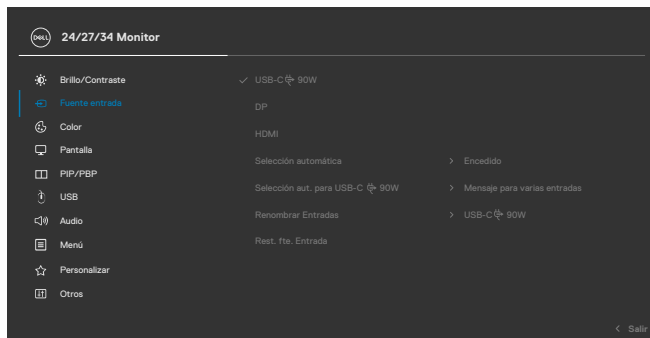 DELL 24/27/34 Monitor
Brillo/Contraste ✓ USB-C 90W
Fuente entrada DP
Color HDMI
Pantalla Selección automática > Encedido
PIP/PBP Selección aut. para USB-C 90W > Mensaje para varias entradas
USB Renombrar Entradas > USB-C 90W
Audio Rest. fte. Entrada
Menú
Personalizar
Otros
< Salir